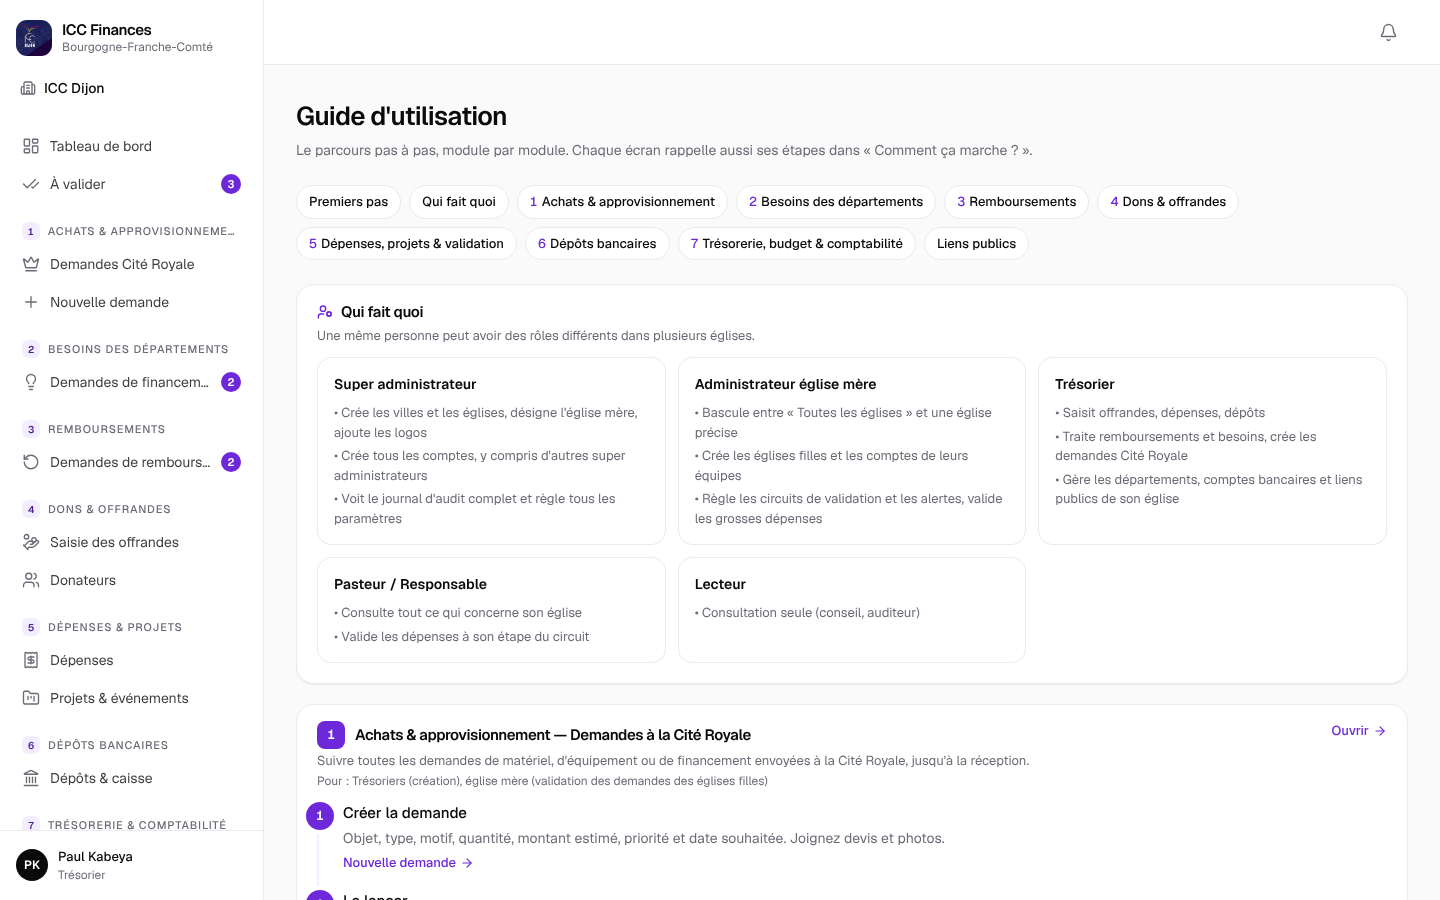 ICC Finances
Bourgogne-Franche-Comté
ICC Dijon
Tableau de bord
À valider 3
1 ACHATS & APPROVISIONNEME…
Demandes Cité Royale
Nouvelle demande
2 BESOINS DES DÉPARTEMENTS
Demandes de financem… 2
3 REMBOURSEMENTS
Demandes de rembours… 2
4 DONS & OFFRANDES
Saisie des offrandes
Donateurs
5 DÉPENSES & PROJETS
Dépenses
Projets & événements
6 DÉPÔTS BANCAIRES
Dépôts & caisse
7 TRÉSORERIE & COMPTABILITÉ
PK
Paul Kabeya
Trésorier
Guide d'utilisation
Le parcours pas à pas, module par module. Chaque écran rappelle aussi ses étapes dans « Comment ça marche ? ».
Premiers pas
Qui fait quoi
1 Achats & approvisionnement
2 Besoins des départements
3 Remboursements
4 Dons & offrandes
5 Dépenses, projets & validation
6 Dépôts bancaires
7 Trésorerie, budget & comptabilité
Liens publics
Qui fait quoi
Une même personne peut avoir des rôles différents dans plusieurs églises.
Super administrateur
• Crée les villes et les églises, désigne l'église mère,
ajoute les logos
• Crée tous les comptes, y compris d'autres super
administrateurs
• Voit le journal d'audit complet et règle tous les
paramètres
Administrateur église mère
• Bascule entre « Toutes les églises » et une église
précise
• Crée les églises filles et les comptes de leurs
équipes
• Règle les circuits de validation et les alertes, valide
les grosses dépenses
Trésorier
• Saisit offrandes, dépenses, dépôts
• Traite remboursements et besoins, crée les
demandes Cité Royale
• Gère les départements, comptes bancaires et liens
publics de son église
Pasteur / Responsable
• Consulte tout ce qui concerne son église
• Valide les dépenses à son étape du circuit
Lecteur
• Consultation seule (conseil, auditeur)
1 Achats & approvisionnement — Demandes à la Cité Royale
Ouvrir →
Suivre toutes les demandes de matériel, d'équipement ou de financement envoyées à la Cité Royale, jusqu'à la réception.
Pour : Trésoriers (création), église mère (validation des demandes des églises filles)
1 Créer la demande
Objet, type, motif, quantité, montant estimé, priorité et date souhaitée. Joignez devis et photos.
Nouvelle demande →